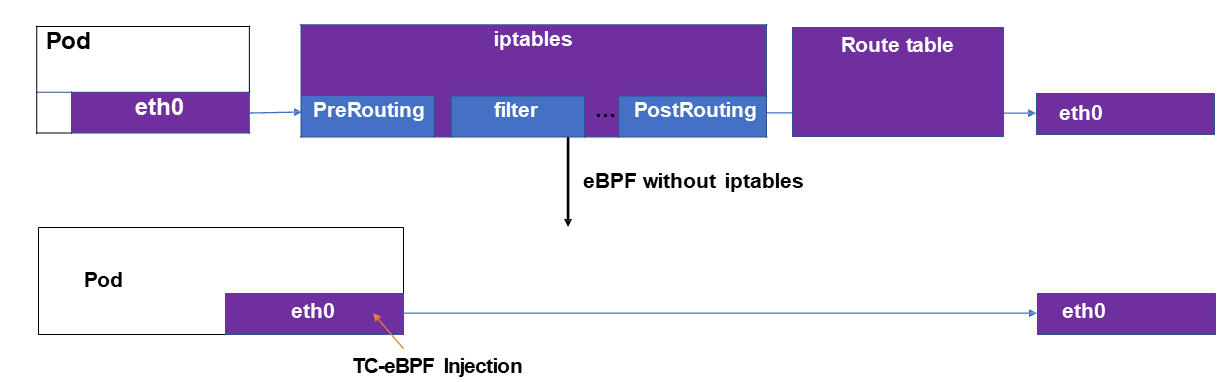 Pod
iptables
Route table
eth0
PreRouting
filter
...
PostRouting
eth0
eBPF without iptables
Pod
eth0
eth0
TC-eBPF Injection